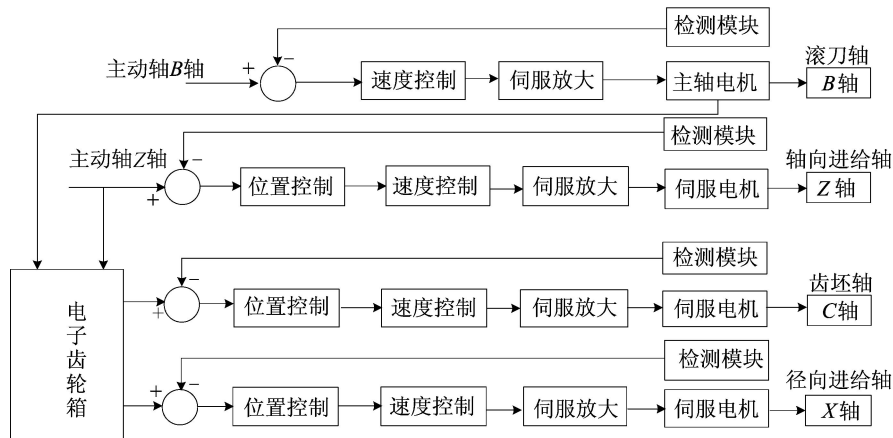 检测模块
滚刀轴
主动轴B轴
+
−
速度控制
伺服放大
主轴电机
B轴
检测模块
主动轴Z轴
−
+
轴向进给轴
位置控制
速度控制
伺服放大
伺服电机
Z轴
检测模块
−
+
齿坯轴
位置控制
速度控制
伺服放大
伺服电机
C轴
电子齿轮箱
检测模块
+
−
径向进给轴
位置控制
速度控制
伺服放大
伺服电机
X轴